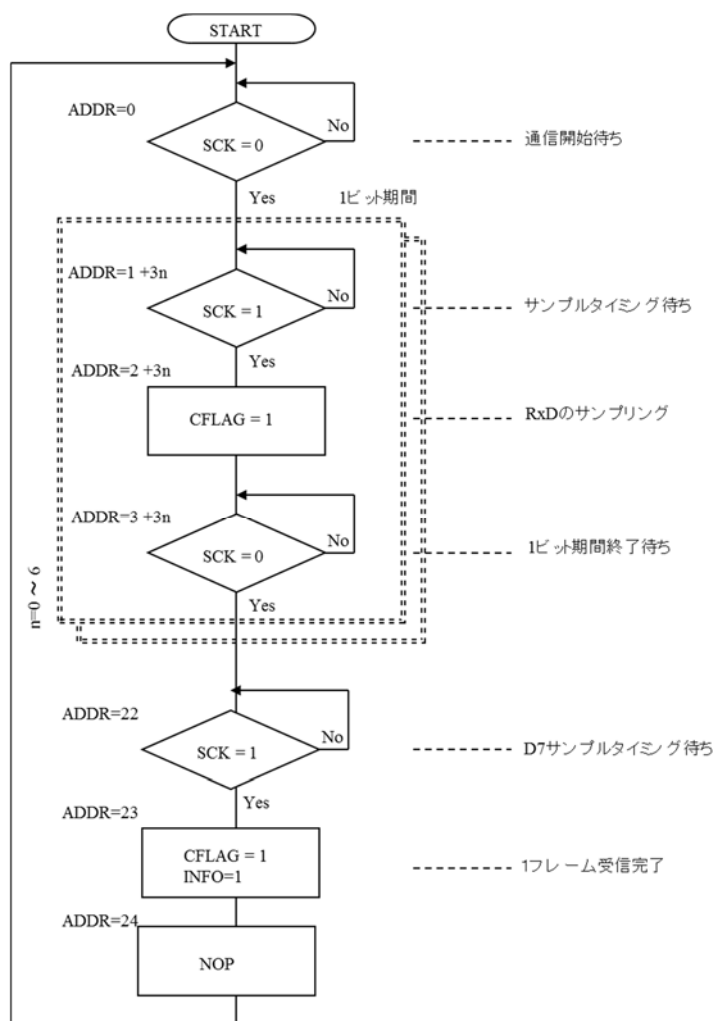 START
ADDR=0
No
SCK = 0
通信開始待ち
Yes
1ビット期間
ADDR=1 +3n
No
SCK = 1
サンプルタイミング待ち
Yes
ADDR=2 +3n
CFLAG = 1
RxDのサンプリング
ADDR=3 +3n
No
SCK = 0
1ビット期間終了待ち
Yes
n=0 ～ 6
ADDR=22
No
SCK = 1
D7サンプルタイミング待ち
Yes
ADDR=23
CFLAG = 1
INFO=1
1フレーム受信完了
ADDR=24
NOP